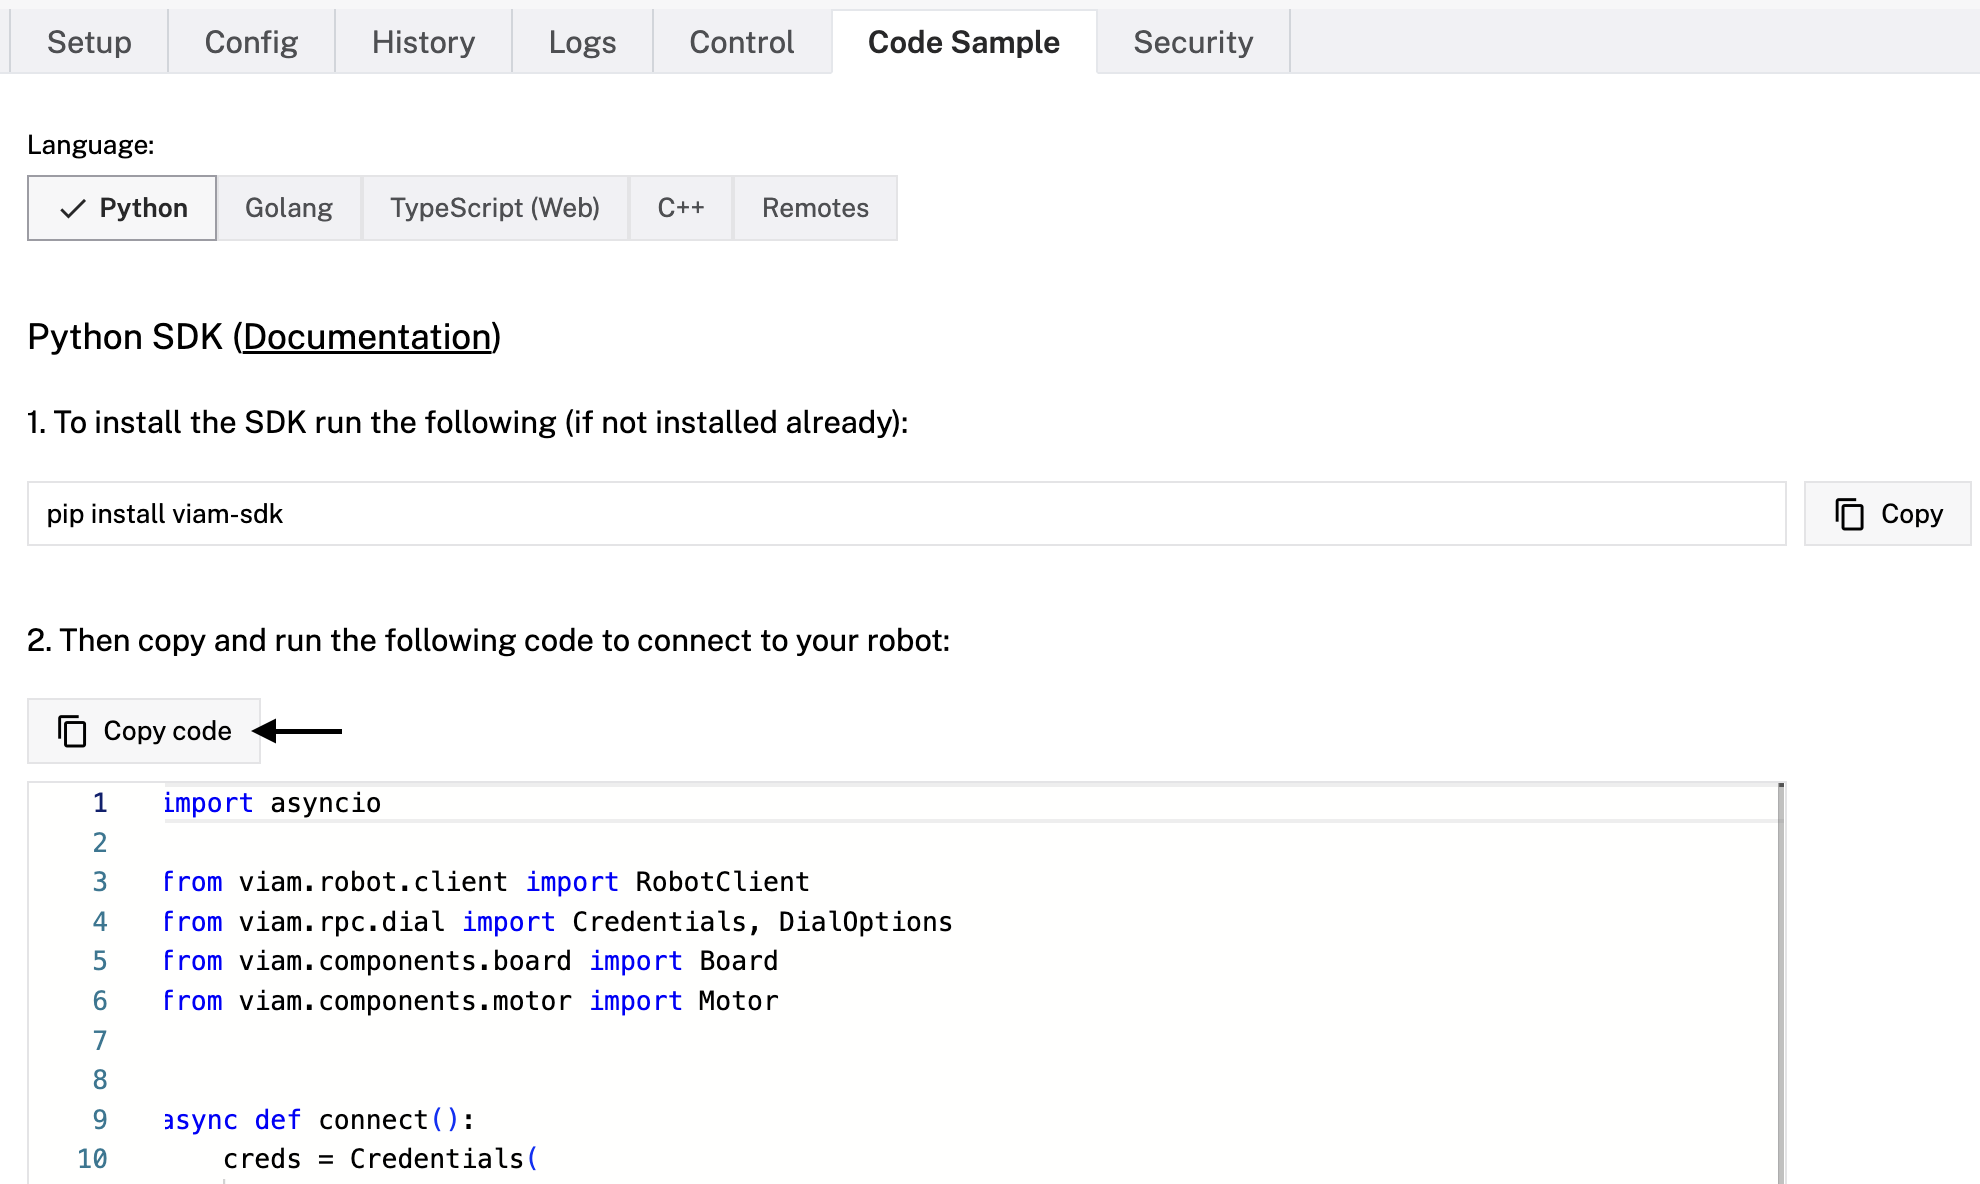 Setup Config History Logs Control Code Sample Security
Language:
Python Golang TypeScript (Web) C++ Remotes
Python SDK (Documentation)
1. To install the SDK run the following (if not installed already):
pip install viam-sdk Copy
2. Then copy and run the following code to connect to your robot:
Copy code
1 import asyncio
2
3 from viam.robot.client import RobotClient
4 from viam.rpc.dial import Credentials, DialOptions
5 from viam.components.board import Board
6 from viam.components.motor import Motor
7
8
9 async def connect():
10     creds = Credentials(